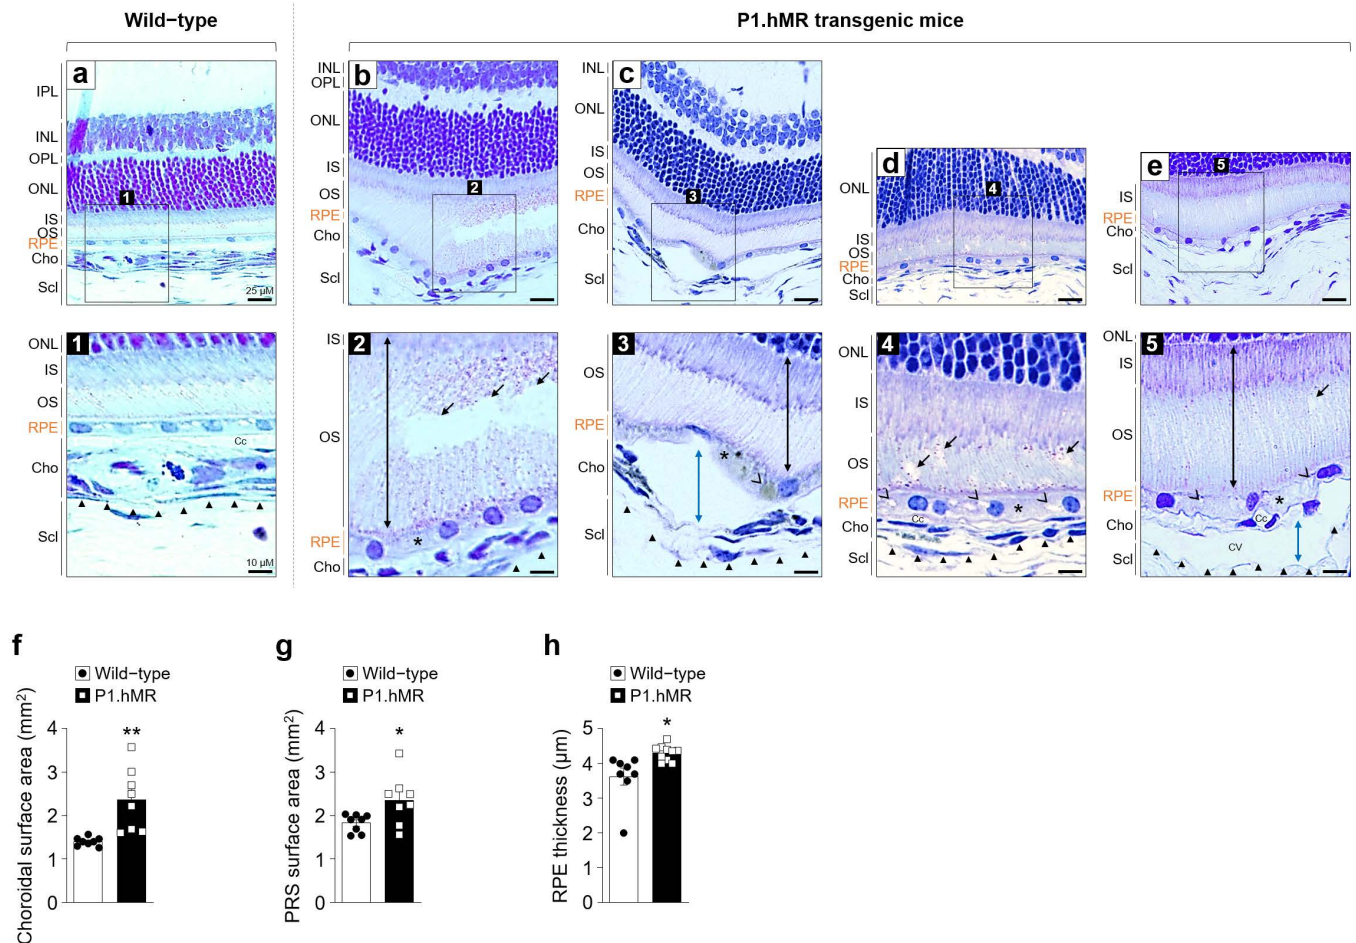 Wild−type
P1.hMR transgenic mice
a
IPL
INL
OPL
ONL
1
IS
OS
RPE
Cho
Scl
25 µM
b
INL
OPL
ONL
IS
2
OS
RPE
Cho
Scl
c
INL
ONL
IS
OS
3
RPE
Cho
Scl
d
ONL
4
IS
OS
RPE
Cho
Scl
e
5
IS
OS
RPE
Cho
Scl
1
ONL
IS
OS
RPE
Cc
Cho
Scl
10 µM
2
IS
OS
RPE
*
Cho
3
OS
RPE
*
Cho
Scl
4
ONL
IS
OS
RPE
*
Cc
Cho
Scl
5
ONL
IS
OS
RPE
*
Cc
Cho
CV
Scl
f
Wild−type
P1.hMR
Choroidal surface area (mm²)
4
3
2
1
0
**
g
Wild−type
P1.hMR
PRS surface area (mm²)
4
3
2
1
0
*
h
Wild−type
P1.hMR
RPE thickness (µm)
5
4
3
2
1
0
*